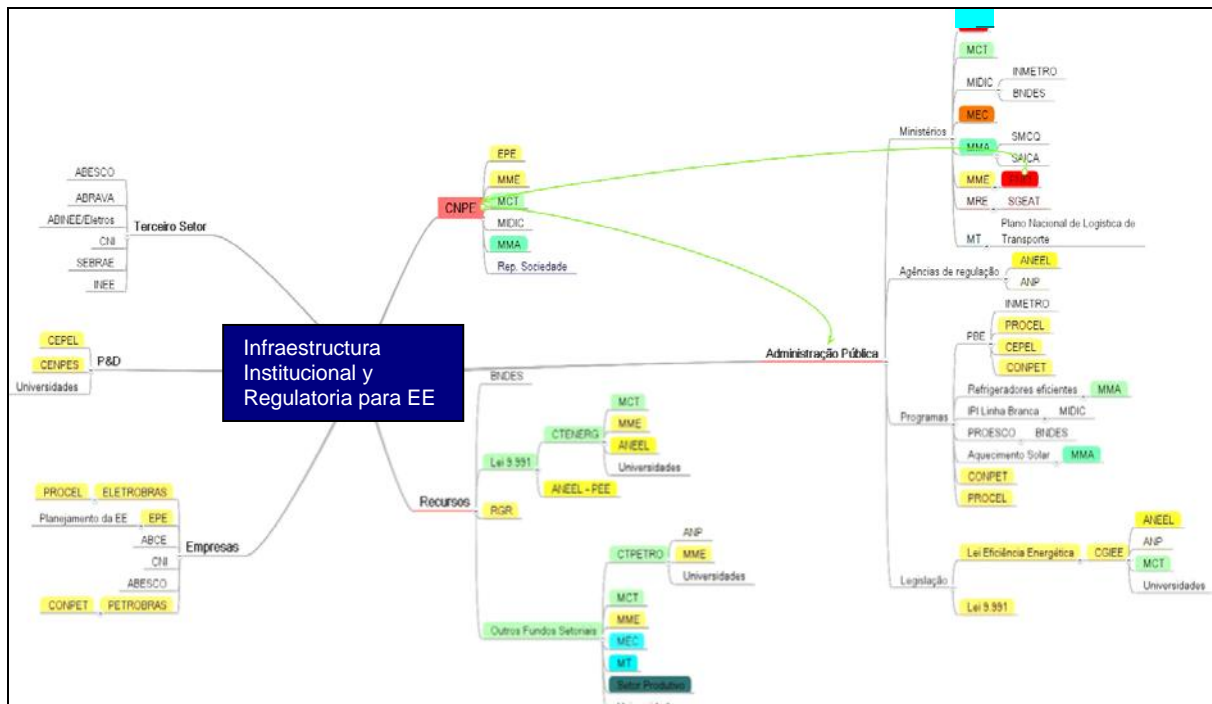 ABESCO
ABRAVA
ABINEE/Eletros
CNI
SEBRAE
INEE
Terceiro Setor
CEPEL
CENPES
Universidades
P&D
PROCEL
ELETROBRAS
Planejamento da EE
EPE
ABCE
CNI
ABESCO
CONPET
PETROBRAS
Empresas
Infraestructura
Institucional y
Regulatoria para EE
CNPE
EPE
MME
MCT
MIDIC
MMA
Rep. Sociedade
Recursos
BNDES
Lei 9.991
CTENERG
MCT
MME
ANEEL
Universidades
ANEEL - PEE
RGR
Outros Fundos Setoriais
CTPETRO
ANP
MME
Universidades
MCT
MME
MEC
MT
Setor Produtivo
Administração Pública
Ministérios
MCT
MIDIC
INMETRO
BNDES
MEC
MMA
SMCQ
SAICA
MME
MRE
SGEAT
MT
Plano Nacional de Logística de
Transporte
Agências de regulação
ANEEL
ANP
Programas
PBE
INMETRO
PROCEL
CEPEL
CONPET
Refrigeradores eficientes
MMA
IPI Linha Branca
MIDIC
PROESCO
BNDES
Aquecimento Solar
MMA
CONPET
PROCEL
Legislação
Lei Eficiência Energética
CGIEE
ANEEL
ANP
MCT
Universidades
Lei 9.991